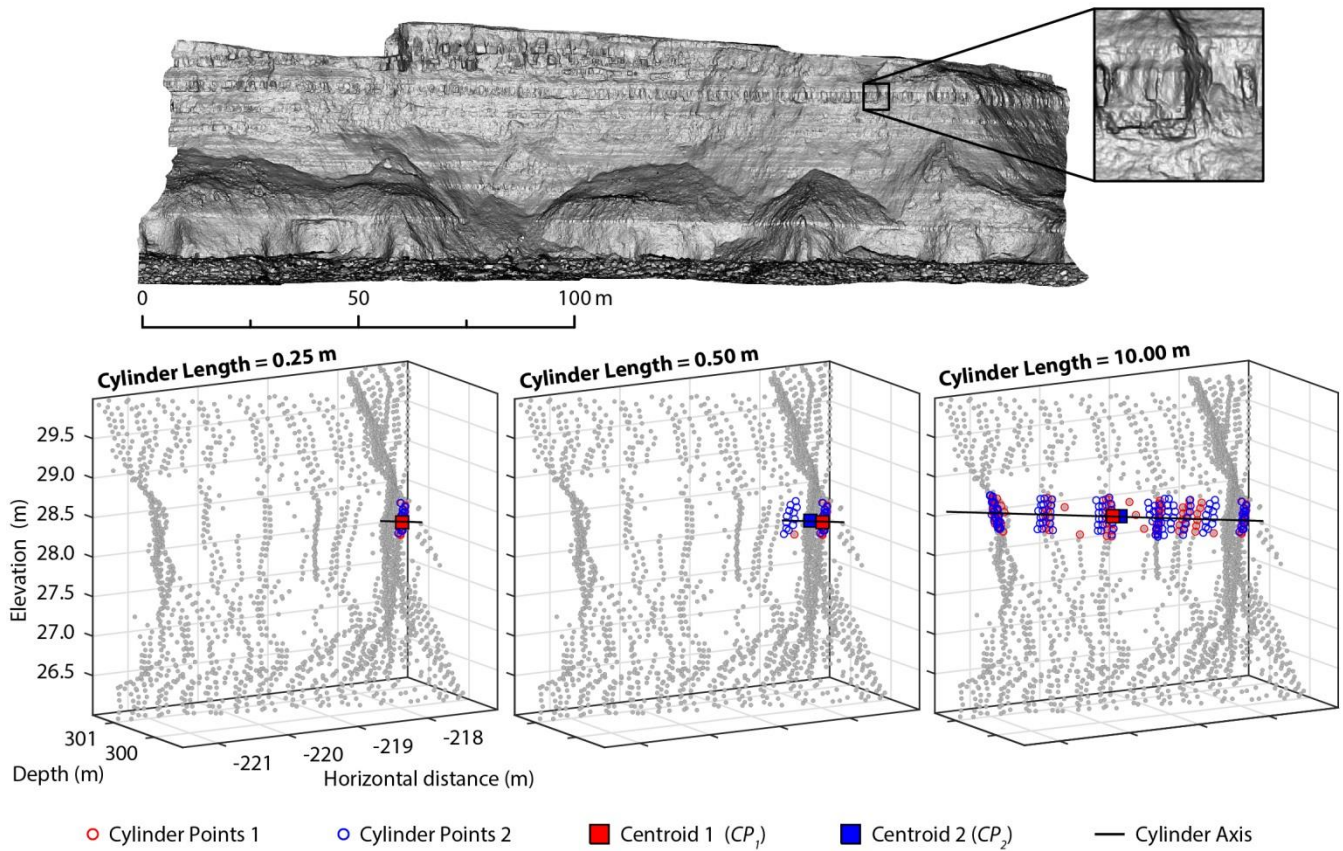 0 50 100 m
Cylinder Length = 0.25 m Cylinder Length = 0.50 m Cylinder Length = 10.00 m
29.5
29.0
28.5
28.0
27.5
27.0
26.5
Elevation (m)
301
300
-221 -220 -219 -218
Depth (m) Horizontal distance (m)
Cylinder Points 1 Cylinder Points 2 Centroid 1 (CP₁) Centroid 2 (CP₂) Cylinder Axis